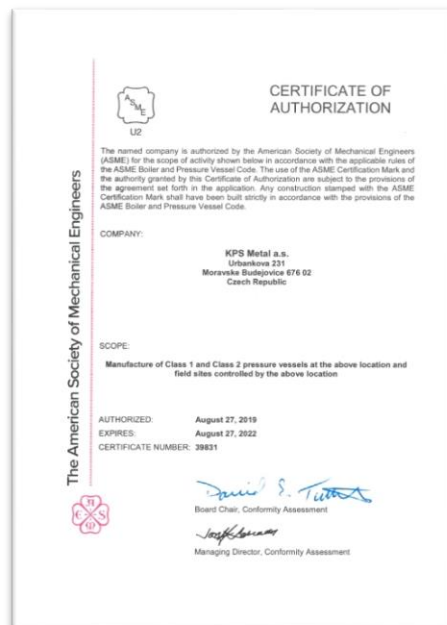 ASME
U2
CERTIFICATE OF
AUTHORIZATION
The named company is authorized by the American Society of Mechanical Engineers
(ASME) for the scope of activity shown below in accordance with the applicable rules of
the ASME Boiler and Pressure Vessel Code. The use of the ASME Certification Mark and
the authority granted by this Certificate of Authorization are subject to the provisions of
the agreement set forth in the application. Any construction stamped with the ASME
Certification Mark shall have been built strictly in accordance with the provisions of the
ASME Boiler and Pressure Vessel Code.
COMPANY:
KPS Metal a.s.
Urbankova 231
Moravske Budejovice 676 02
Czech Republic
SCOPE:
Manufacture of Class 1 and Class 2 pressure vessels at the above location and
field sites controlled by the above location
AUTHORIZED: August 27, 2019
EXPIRES: August 27, 2022
CERTIFICATE NUMBER: 39831
Board Chair, Conformity Assessment
Managing Director, Conformity Assessment
The American Society of Mechanical Engineers
ASME